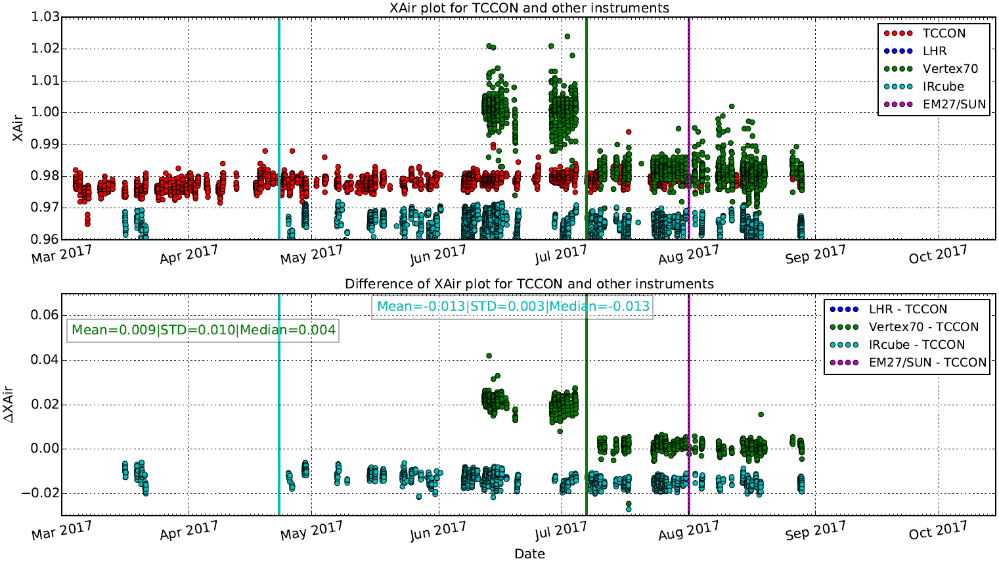 XAir plot for TCCON and other instruments
1.03
1.02
1.01
1.00
0.99
0.98
0.97
0.96
XAir
TCCON
LHR
Vertex70
IRcube
EM27/SUN
Mar 2017
Apr 2017
May 2017
Jun 2017
Jul 2017
Aug 2017
Sep 2017
Oct 2017
Difference of XAir plot for TCCON and other instruments
0.06
0.04
0.02
0.00
−0.02
ΔXAir
Mean=-0.013|STD=0.003|Median=-0.013
Mean=0.009|STD=0.010|Median=0.004
LHR - TCCON
Vertex70 - TCCON
IRcube - TCCON
EM27/SUN - TCCON
Mar 2017
Apr 2017
May 2017
Jun 2017
Jul 2017
Aug 2017
Sep 2017
Oct 2017
Date